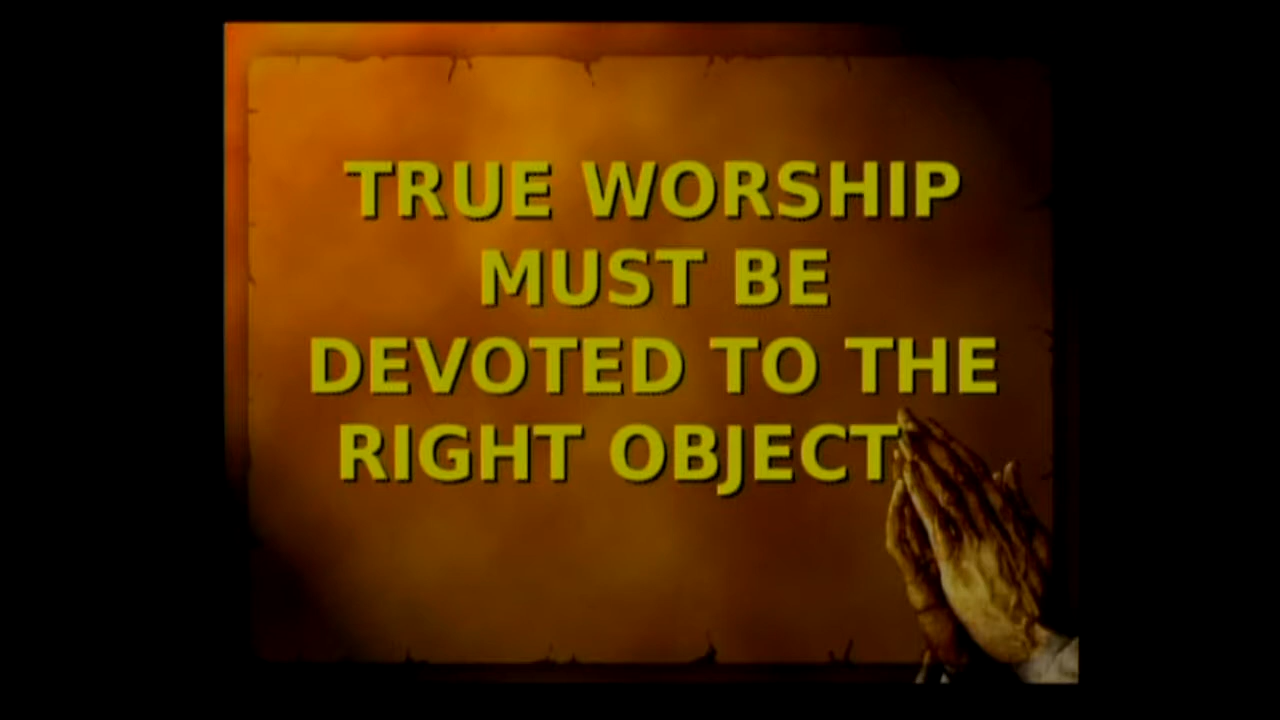 TRUE WORSHIP
MUST BE
DEVOTED TO THE
RIGHT OBJECT